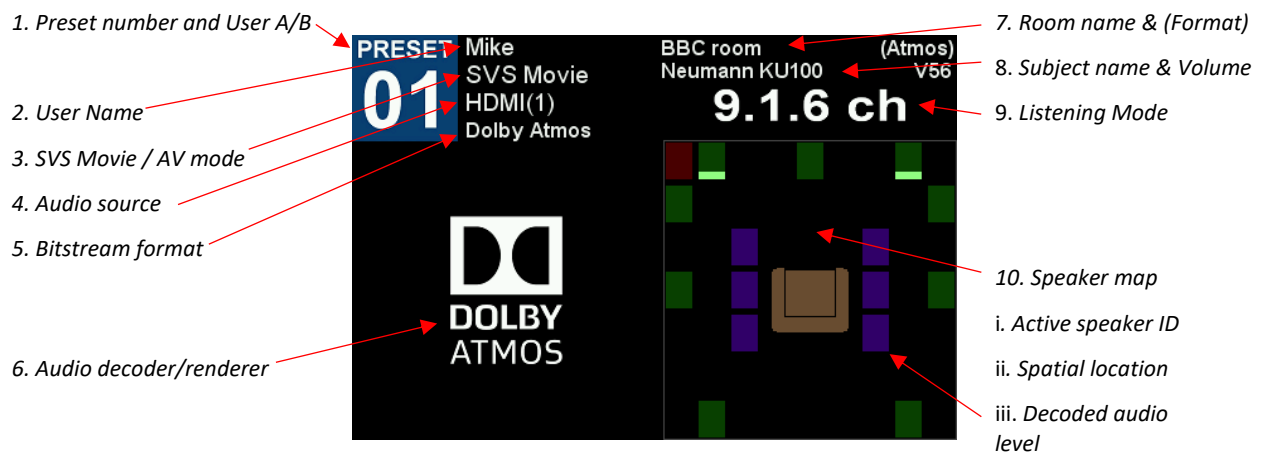 1. Preset number and User A/B
2. User Name
3. SVS Movie / AV mode
4. Audio source
5. Bitstream format
6. Audio decoder/renderer
PRESET
01
Mike
SVS Movie
HDMI(1)
Dolby Atmos
DOLBY
ATMOS
BBC room (Atmos)
Neumann KU100 V56
9.1.6 ch
7. Room name & (Format)
8. Subject name & Volume
9. Listening Mode
10. Speaker map
i. Active speaker ID
ii. Spatial location
iii. Decoded audio
level